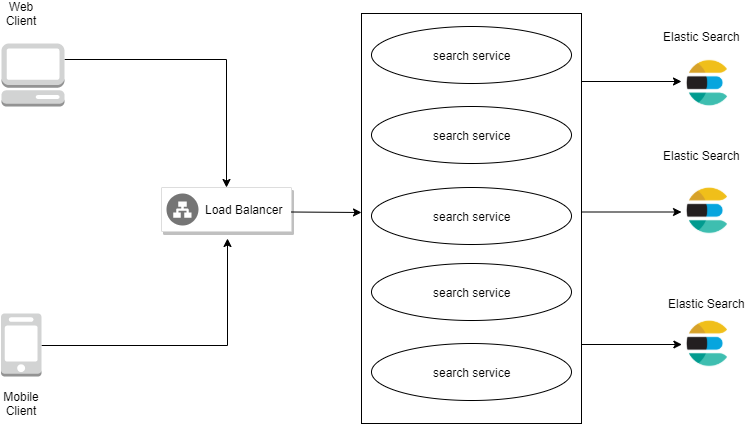 Web
Client
Elastic Search
search service
search service
Elastic Search
Load Balancer
search service
search service
Elastic Search
search service
Mobile
Client